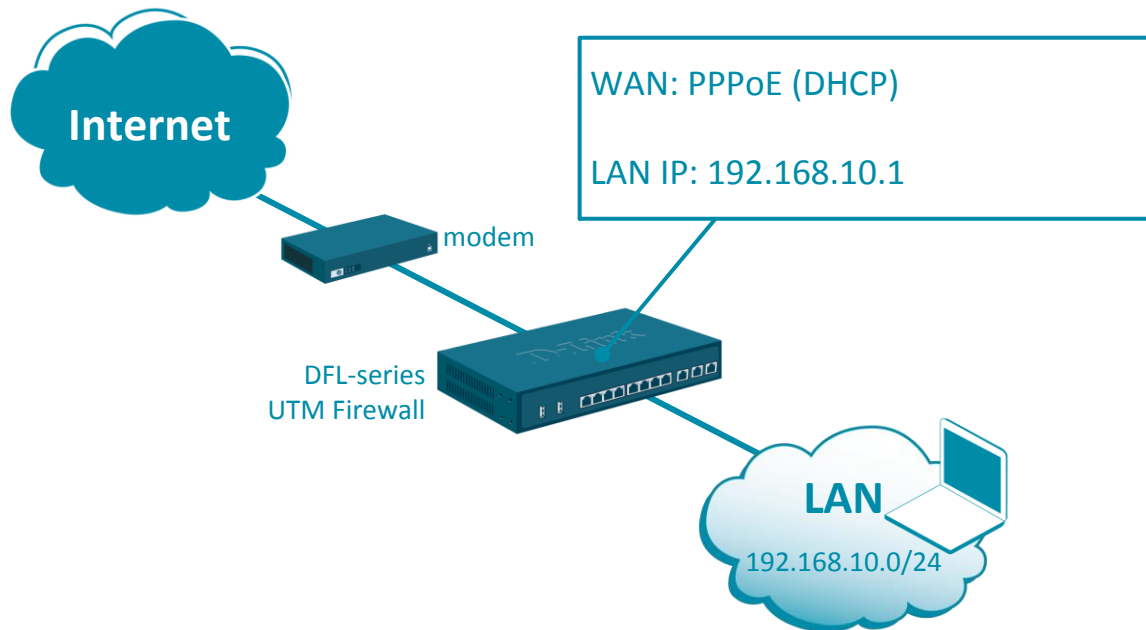 Internet
WAN: PPPoE (DHCP)
LAN IP: 192.168.10.1
modem
D-Link
DFL-series
UTM Firewall
LAN
192.168.10.0/24